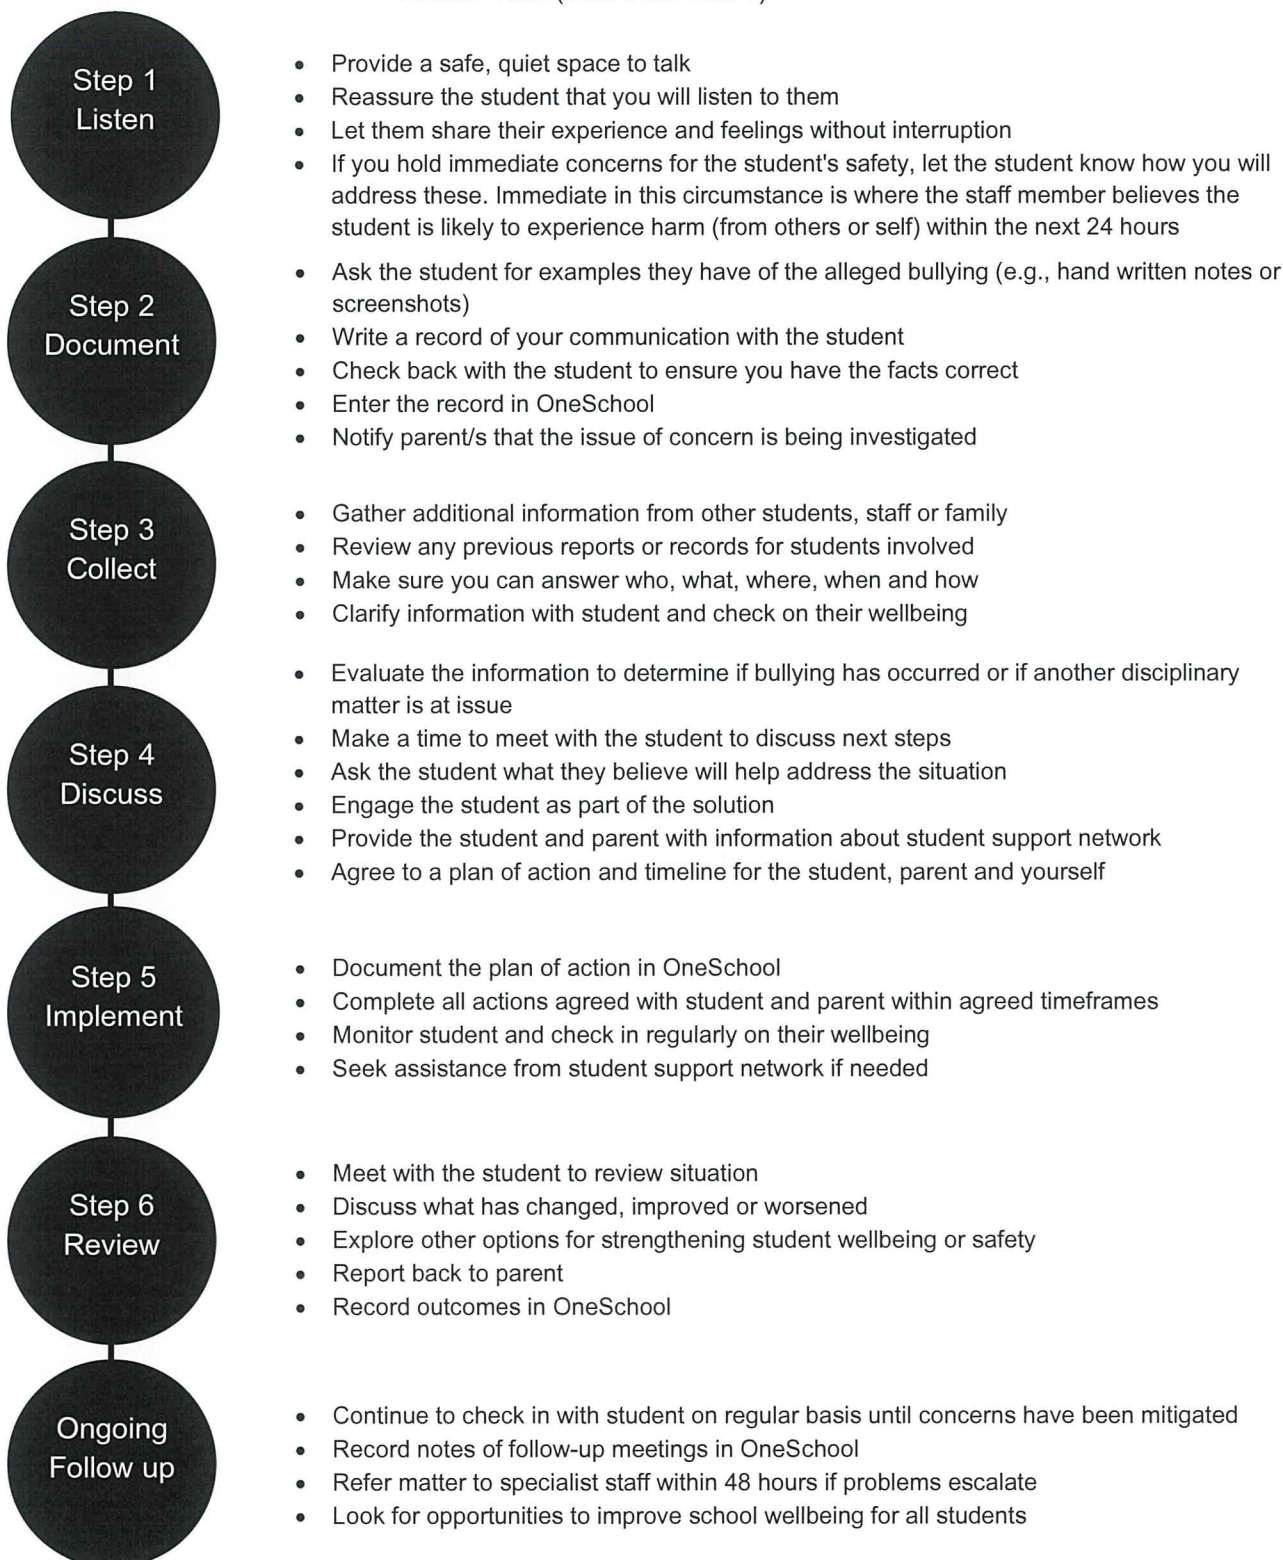 Step 1
Listen
• Provide a safe, quiet space to talk
• Reassure the student that you will listen to them
• Let them share their experience and feelings without interruption
• If you hold immediate concerns for the student's safety, let the student know how you will
address these. Immediate in this circumstance is where the staff member believes the
student is likely to experience harm (from others or self) within the next 24 hours
Step 2
Document
• Ask the student for examples they have of the alleged bullying (e.g., hand written notes or
screenshots)
• Write a record of your communication with the student
• Check back with the student to ensure you have the facts correct
• Enter the record in OneSchool
• Notify parent/s that the issue of concern is being investigated
Step 3
Collect
• Gather additional information from other students, staff or family
• Review any previous reports or records for students involved
• Make sure you can answer who, what, where, when and how
• Clarify information with student and check on their wellbeing
Step 4
Discuss
• Evaluate the information to determine if bullying has occurred or if another disciplinary
matter is at issue
• Make a time to meet with the student to discuss next steps
• Ask the student what they believe will help address the situation
• Engage the student as part of the solution
• Provide the student and parent with information about student support network
• Agree to a plan of action and timeline for the student, parent and yourself
Step 5
Implement
• Document the plan of action in OneSchool
• Complete all actions agreed with student and parent within agreed timeframes
• Monitor student and check in regularly on their wellbeing
• Seek assistance from student support network if needed
Step 6
Review
• Meet with the student to review situation
• Discuss what has changed, improved or worsened
• Explore other options for strengthening student wellbeing or safety
• Report back to parent
• Record outcomes in OneSchool
Ongoing
Follow up
• Continue to check in with student on regular basis until concerns have been mitigated
• Record notes of follow-up meetings in OneSchool
• Refer matter to specialist staff within 48 hours if problems escalate
• Look for opportunities to improve school wellbeing for all students